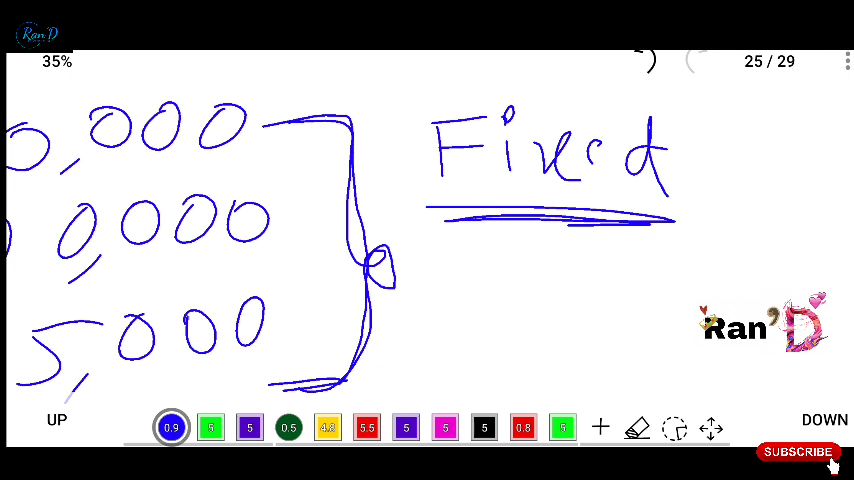 Ran'D
35%
25 / 29
0,000
Fixed
0,000
5,000
Ran'D
UP
0.9 5 5 0.5 4.8 5.5 5 5 5 0.8 5
DOWN
SUBSCRIBE